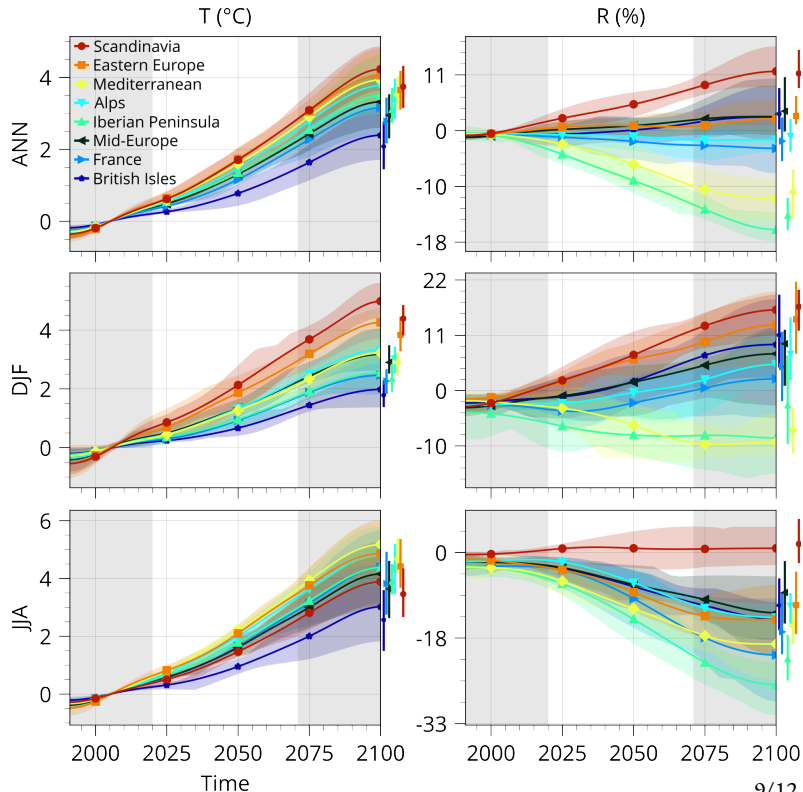 T (°C)
R (%)
ANN
4
2
0
Scandinavia
Eastern Europe
Mediterranean
Alps
Iberian Peninsula
Mid-Europe
France
British Isles
11
0
-10
-18
DJF
4
2
0
22
11
0
-10
JJA
6
4
2
0
0
-18
-33
2000 2025 2050 2075 2100
2000 2025 2050 2075 2100
Time
9/12